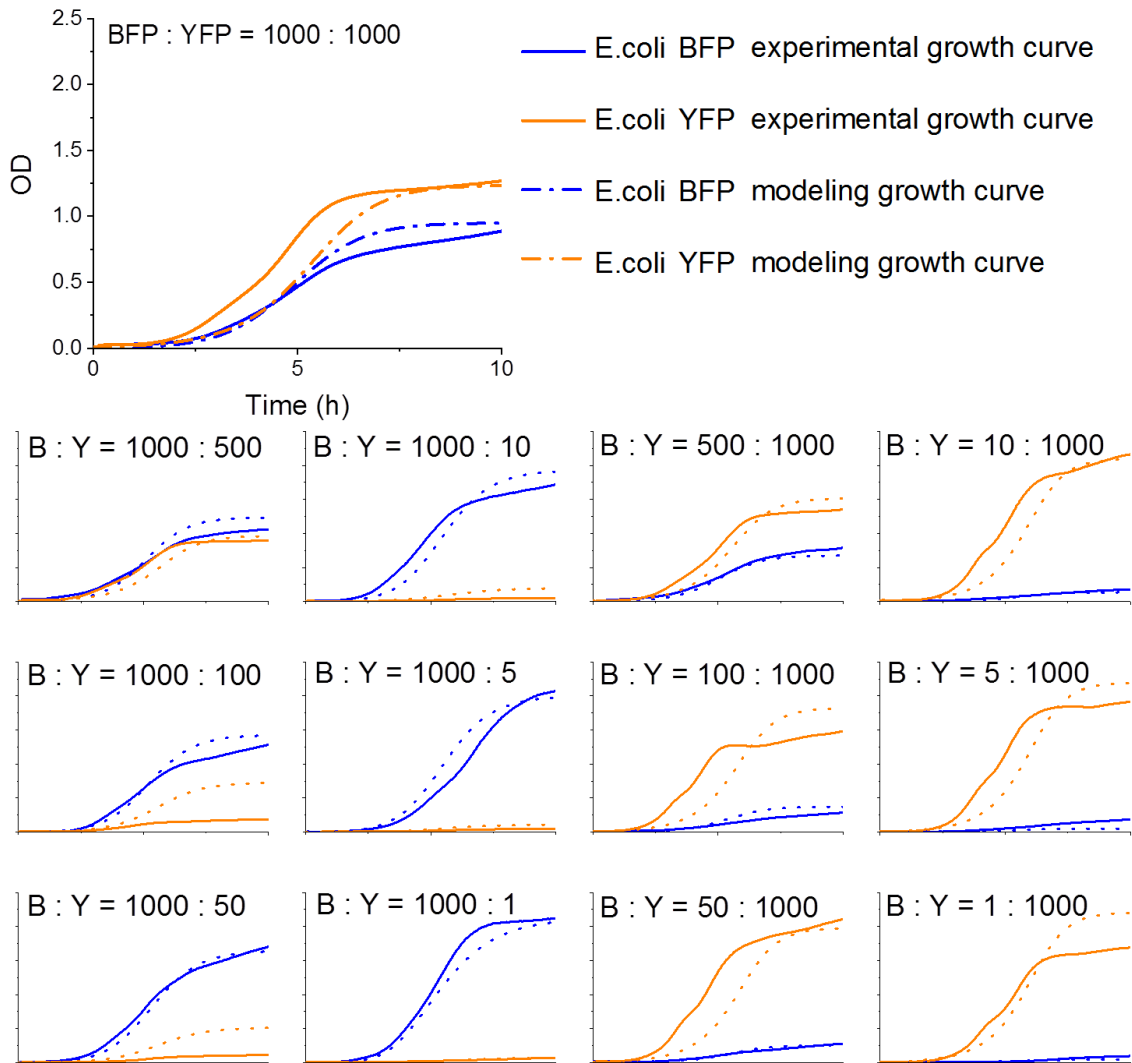 BFP : YFP = 1000 : 1000
2.5
2.0
1.5
1.0
0.5
0.0
OD
0
5
10
Time (h)
E.coli BFP experimental growth curve
E.coli YFP experimental growth curve
E.coli BFP modeling growth curve
E.coli YFP modeling growth curve
B : Y = 1000 : 500
B : Y = 1000 : 10
B : Y = 500 : 1000
B : Y = 10 : 1000
B : Y = 1000 : 100
B : Y = 1000 : 5
B : Y = 100 : 1000
B : Y = 5 : 1000
B : Y = 1000 : 50
B : Y = 1000 : 1
B : Y = 50 : 1000
B : Y = 1 : 1000